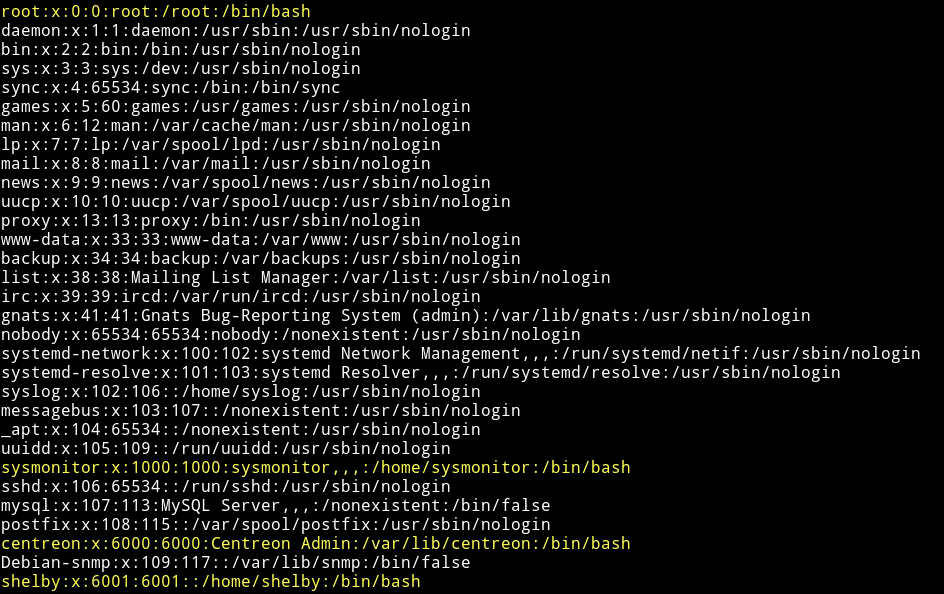 root:x:0:0:root:/root:/bin/bash
daemon:x:1:1:daemon:/usr/sbin:/usr/sbin/nologin
bin:x:2:2:bin:/bin:/usr/sbin/nologin
sys:x:3:3:sys:/dev:/usr/sbin/nologin
sync:x:4:65534:sync:/bin:/bin/sync
games:x:5:60:games:/usr/games:/usr/sbin/nologin
man:x:6:12:man:/var/cache/man:/usr/sbin/nologin
lp:x:7:7:lp:/var/spool/lpd:/usr/sbin/nologin
mail:x:8:8:mail:/var/mail:/usr/sbin/nologin
news:x:9:9:news:/var/spool/news:/usr/sbin/nologin
uucp:x:10:10:uucp:/var/spool/uucp:/usr/sbin/nologin
proxy:x:13:13:proxy:/bin:/usr/sbin/nologin
www-data:x:33:33:www-data:/var/www:/usr/sbin/nologin
backup:x:34:34:backup:/var/backups:/usr/sbin/nologin
list:x:38:38:Mailing List Manager:/var/list:/usr/sbin/nologin
irc:x:39:39:ircd:/var/run/ircd:/usr/sbin/nologin
gnats:x:41:41:Gnats Bug-Reporting System (admin):/var/lib/gnats:/usr/sbin/nologin
nobody:x:65534:65534:nobody:/nonexistent:/usr/sbin/nologin
systemd-network:x:100:102:systemd Network Management,,,:/run/systemd/netif:/usr/sbin/nologin
systemd-resolve:x:101:103:systemd Resolver,,,:/run/systemd/resolve:/usr/sbin/nologin
syslog:x:102:106::/home/syslog:/usr/sbin/nologin
messagebus:x:103:107::/nonexistent:/usr/sbin/nologin
_apt:x:104:65534::/nonexistent:/usr/sbin/nologin
uuidd:x:105:109::/run/uuidd:/usr/sbin/nologin
sysmonitor:x:1000:1000:sysmonitor,,,:/home/sysmonitor:/bin/bash
sshd:x:106:65534::/run/sshd:/usr/sbin/nologin
mysql:x:107:113:MySQL Server,,,:/nonexistent:/bin/false
postfix:x:108:115::/var/spool/postfix:/usr/sbin/nologin
centreon:x:6000:6000:Centreon Admin:/var/lib/centreon:/bin/bash
Debian-snmp:x:109:117::/var/lib/snmp:/bin/false
shelby:x:6001:6001::/home/shelby:/bin/bash